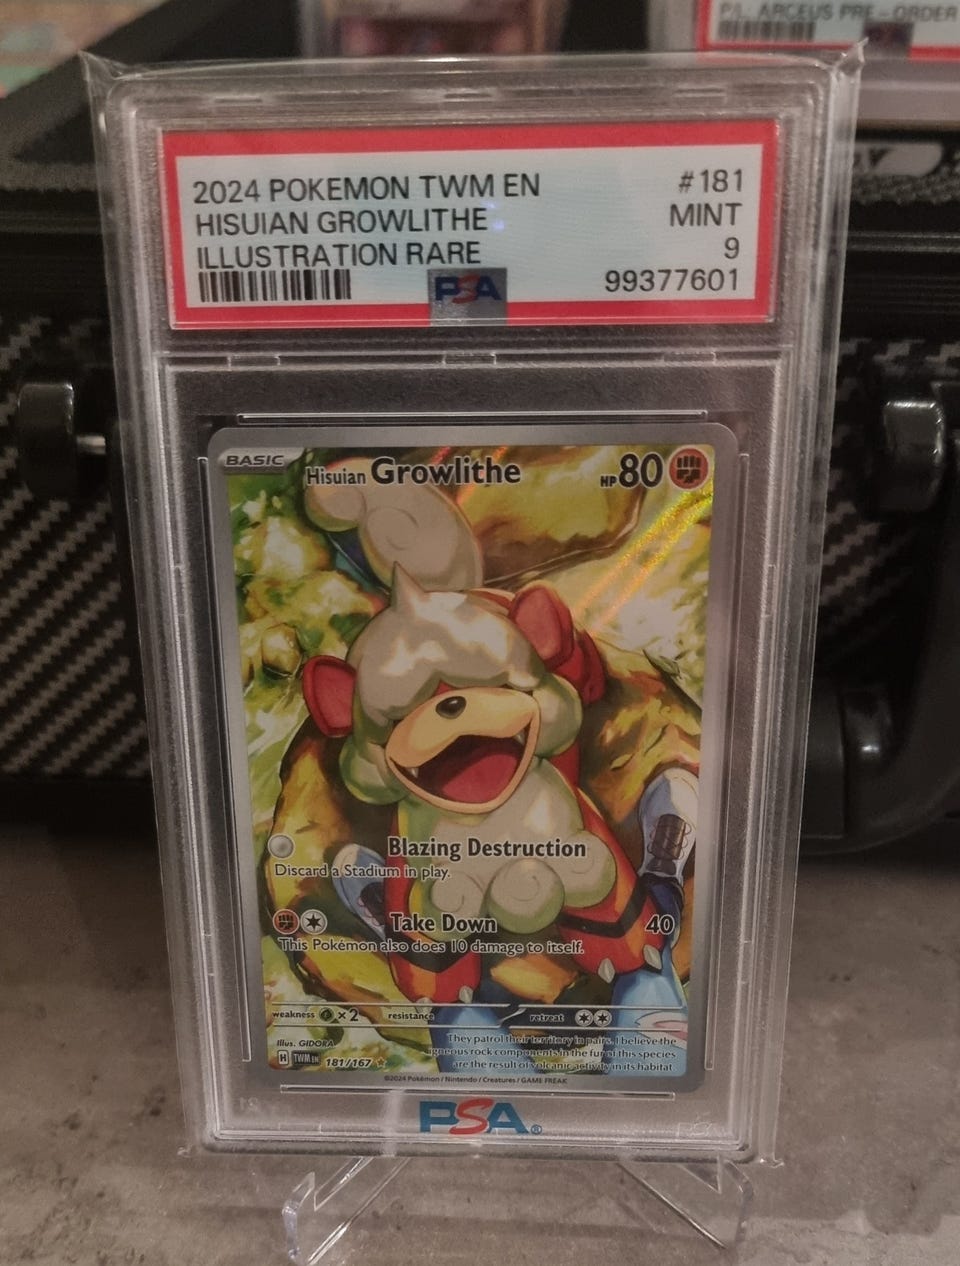 P/L. ARCEUS PRE-ORDER
2024 POKEMON TWM EN #181
HISUIAN GROWLITHE MINT
ILLUSTRATION RARE 9
PSA 99377601
BASIC Hisuian Growlithe HP 80
Blazing Destruction
Discard a Stadium in play.
Take Down 40
This Pokémon also does 10 damage to itself.
weakness ×2 resistance retreat
They patrol their territory in pairs. I believe the
igneous rock components in the fur of this species
are the result of volcanic activity in its habitat
Illus. GIDORA
H TWM EN 181/167
©2024 Pokémon / Nintendo / Creatures / GAME FREAK
PSA®